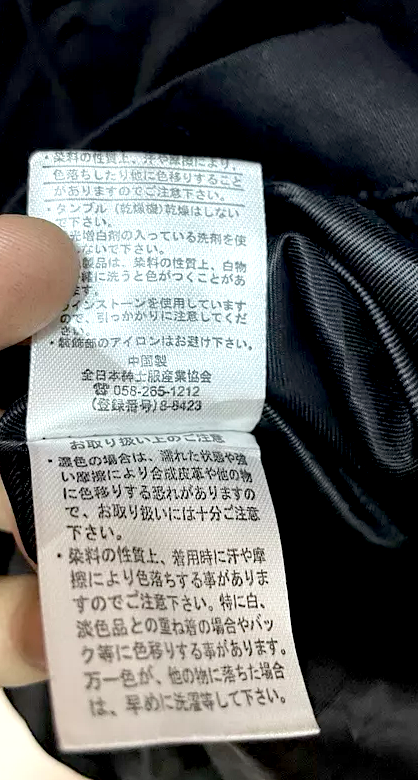 ・染料の性質上、汗や摩擦により、
色落ちしたり他に色移りすること
がありますのでご注意下さい。
・タンブル(乾燥機)乾燥はしない
で下さい。
光増白剤の入っている洗剤を使
ないで下さい。
製品は、染料の性質上、白物
緒に洗うと色がつくことがあ
ます。
インストーンを使用しています
ので、引っかかりに注意してくだ
さい。
・装飾部のアイロンはお避け下さい。
中国製
全日本紳士服産業協会
☎ 058-265-1212
(登録番号)8-8423
お取り扱い上のご注意
・濃色の場合は、濡れた状態や強
い摩擦により合成皮革や他の物
に色移りする恐れがありますの
で、お取り扱いには十分ご注意
下さい。
・染料の性質上、着用時に汗や摩
擦により色落ちする事がありま
すのでご注意下さい。特に白、
淡色品との重ね着の場合やバッ
ク等に色移りする事があります。
万一色が、他の物に落ちた場合
は、早めに洗濯等して下さい。